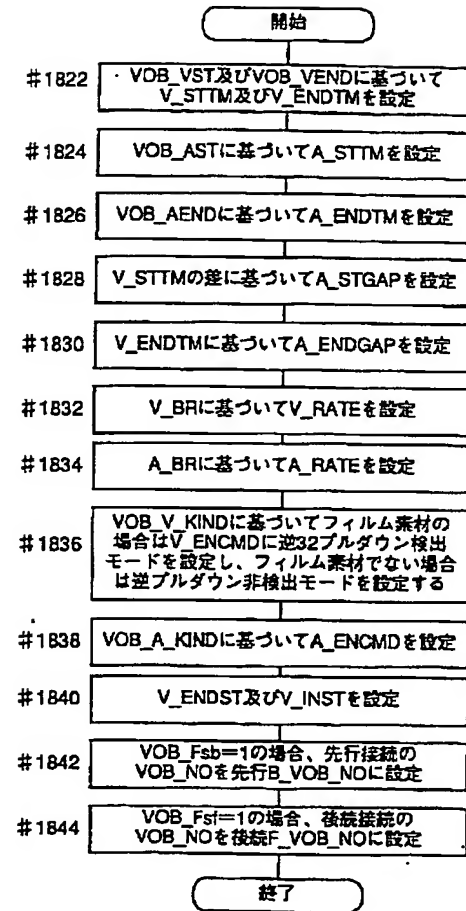 開始
#1822
VOB_VST及びVOB_VENDに基づいて
V_STTM及びV_ENDTMを設定
#1824
VOB_ASTに基づいてA_STTMを設定
#1826
VOB_AENDに基づいてA_ENDTMを設定
#1828
V_STTMの差に基づいてA_STGAPを設定
#1830
V_ENDTMに基づいてA_ENDGAPを設定
#1832
V_BRに基づいてV_RATEを設定
#1834
A_BRに基づいてA_RATEを設定
#1836
VOB_V_KINDに基づいてフィルム素材の
場合はV_ENCMDに逆32プルダウン検出
モードを設定し、フィルム素材でない場合
は逆プルダウン非検出モードを設定する
#1838
VOB_A_KINDに基づいてA_ENCMDを設定
#1840
V_ENDST及びV_INSTを設定
#1842
VOB_Fsb=1の場合、先行接続の
VOB_NOを先行B_VOB_NOに設定
#1844
VOB_Fsf=1の場合、後続接続の
VOB_NOを後続F_VOB_NOに設定
終了